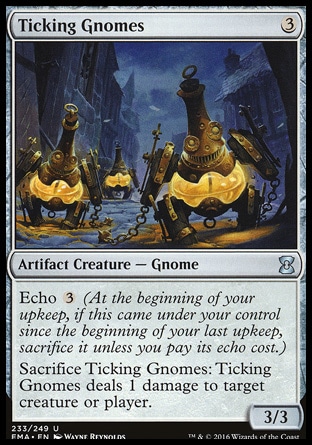 Ticking Gnomes 3
Artifact Creature — Gnome
Echo 3 (At the beginning of your
upkeep, if this came under your control
since the beginning of your last upkeep,
sacrifice it unless you pay its echo cost.)
Sacrifice Ticking Gnomes: Ticking
Gnomes deals 1 damage to target
creature or player.
3/3
233/249 U
EMA • EN Wayne Reynolds
™ & © 2016 Wizards of the Coast